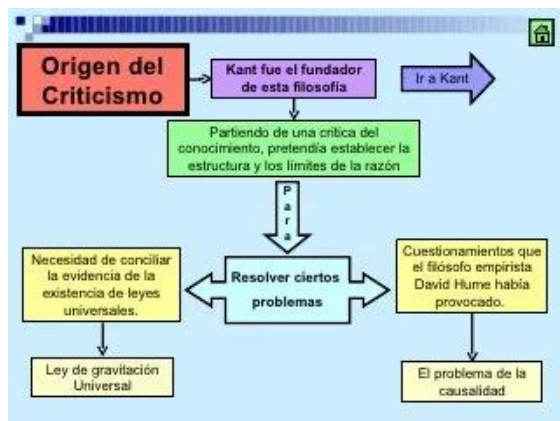 Origen del
Criticismo
Kant fue el fundador
de esta filosofía
Ir a Kant
Partiendo de una critica del
conocimiento, pretendía establecer la
estructura y los limites de la razón
Para
Necesidad de conciliar
la evidencia de la
existencia de leyes
universales.
Resolver ciertos
problemas
Cuestionamientos que
el filósofo empirista
David Hume había
provocado.
Ley de gravitación
Universal
El problema de la
causalidad